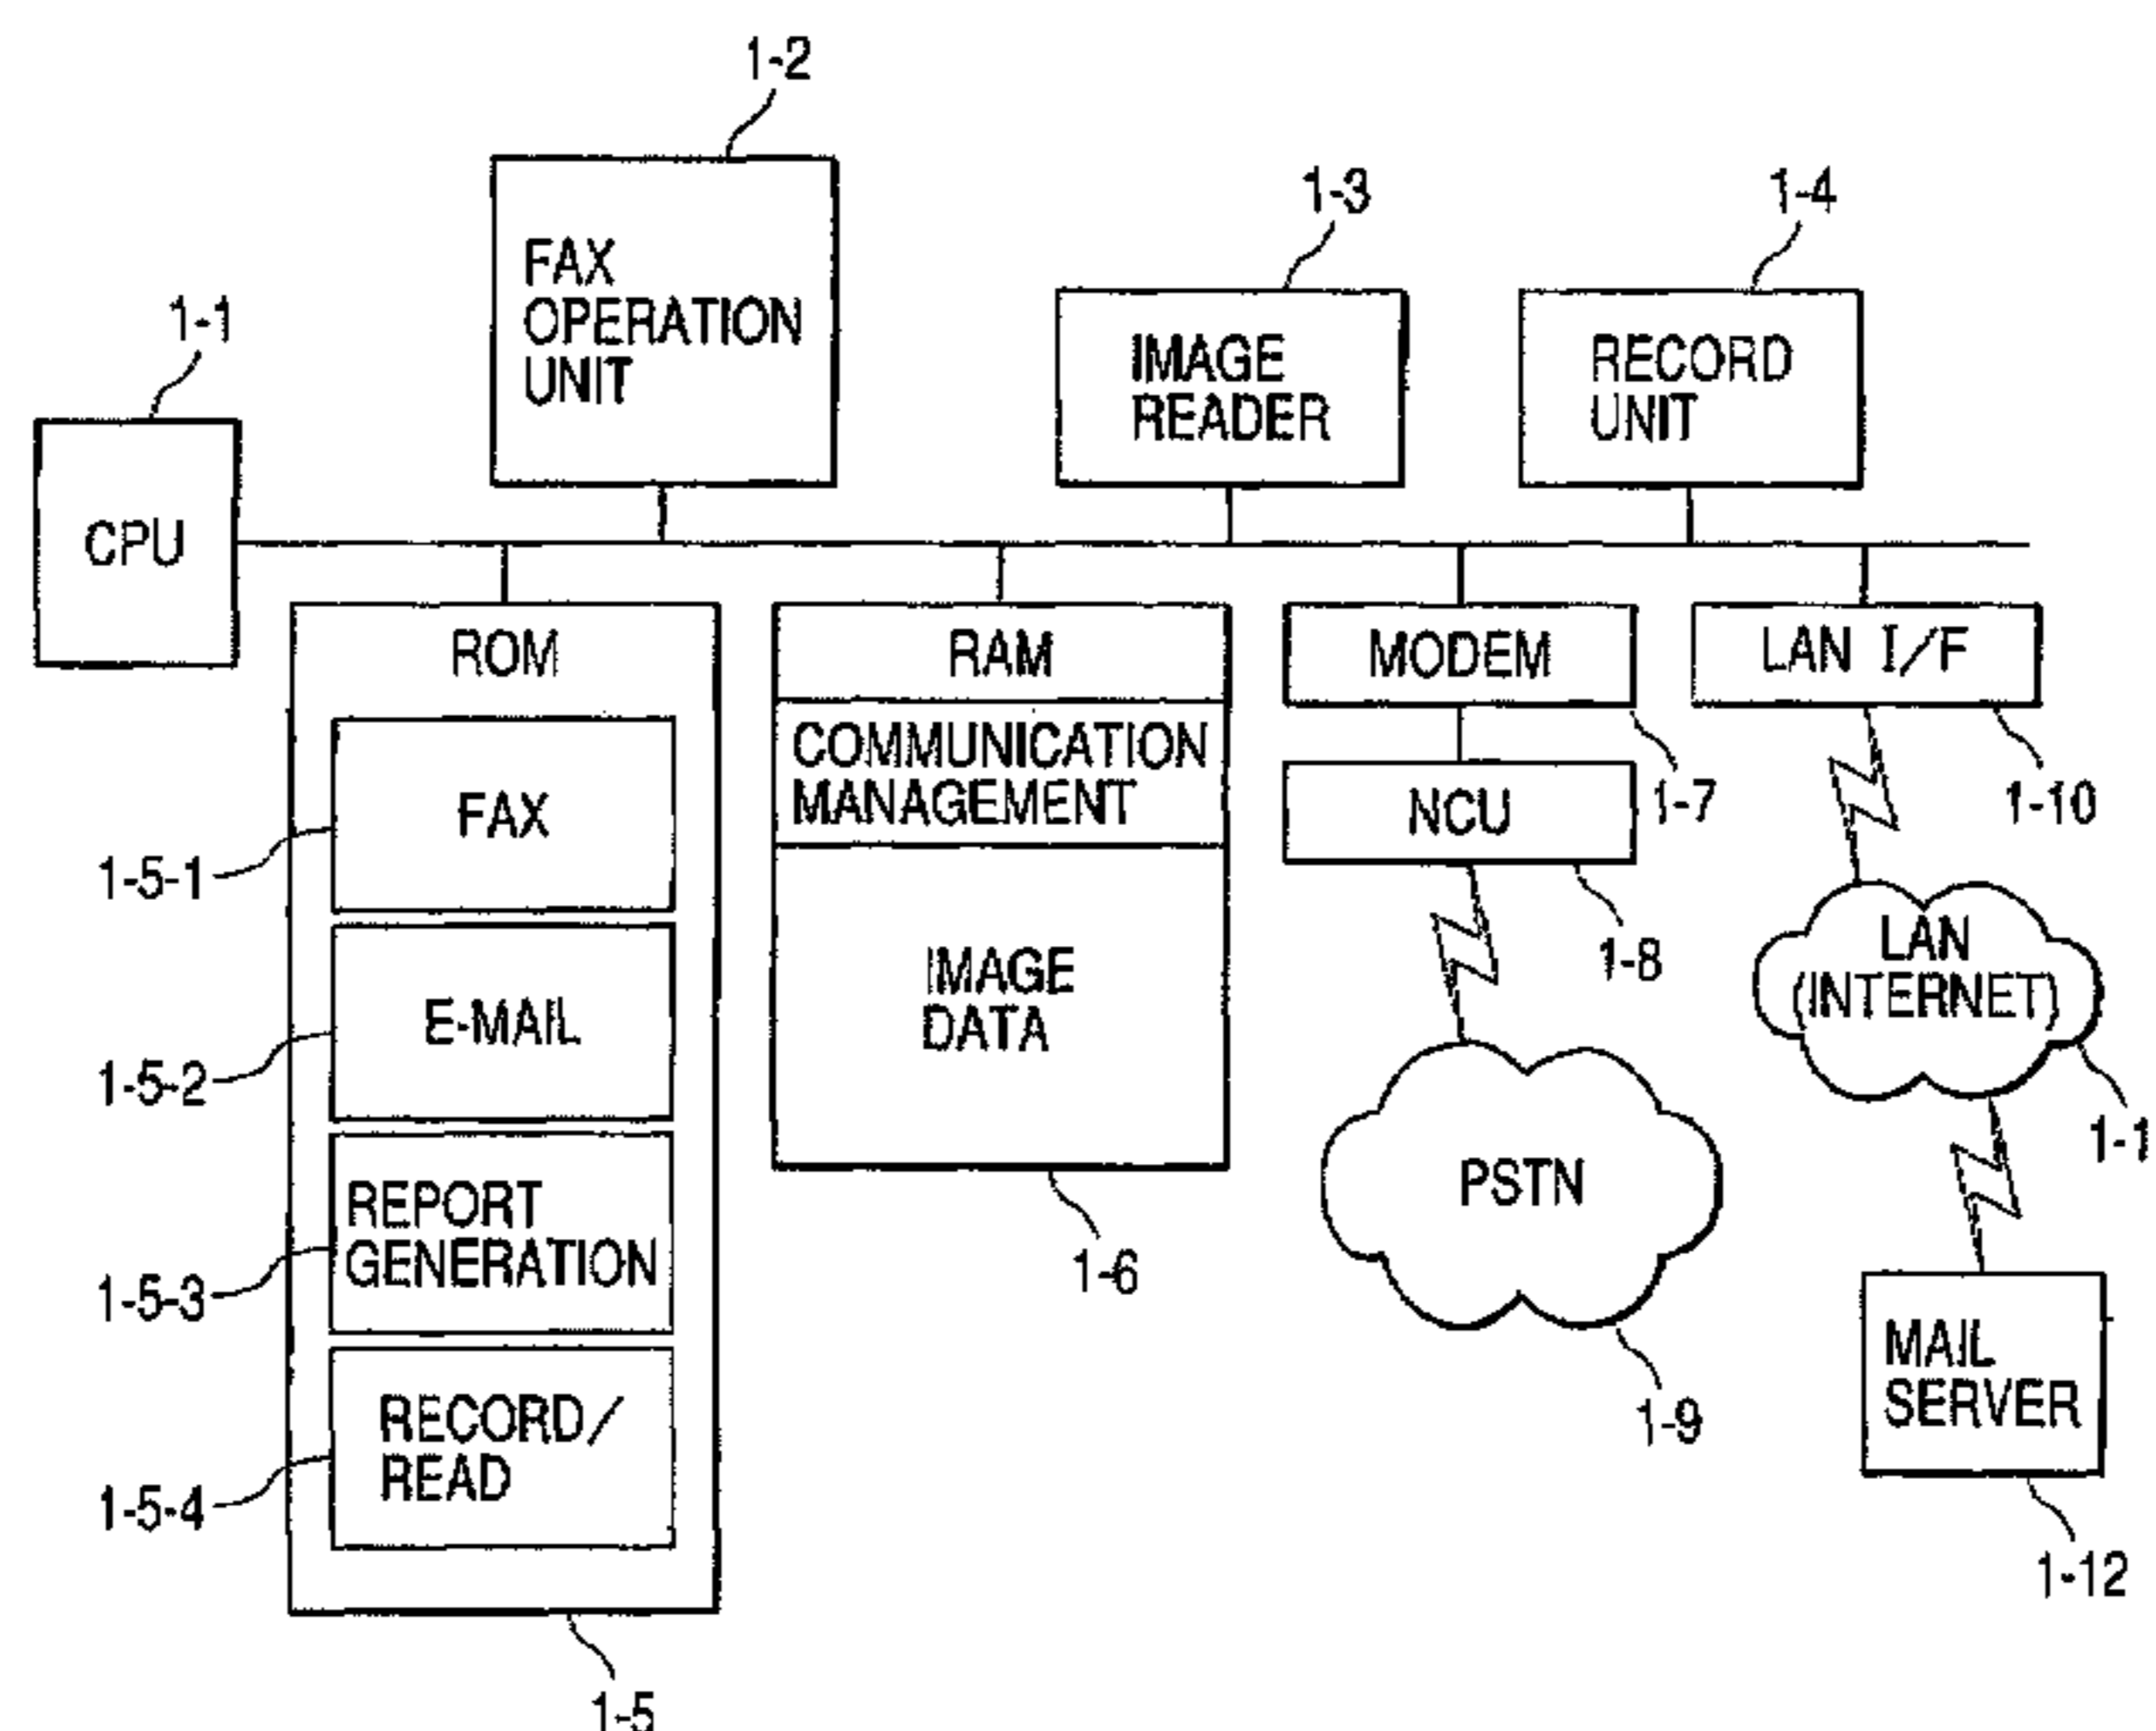 1-2
1-3
1-4
1-1
FAX
OPERATION
UNIT
IMAGE
READER
RECORD
UNIT
CPU
ROM
RAM
MODEM
LAN I/F
COMMUNICATION
MANAGEMENT
1-7
1-10
FAX
NCU
1-5-1
1-8
LAN
(INTERNET)
E-MAIL
IMAGE
DATA
1-5-2
1-1
PSTN
REPORT
GENERATION
1-5-3
1-6
MAIL
SERVER
RECORD/
READ
1-9
1-5-4
1-12
1-5